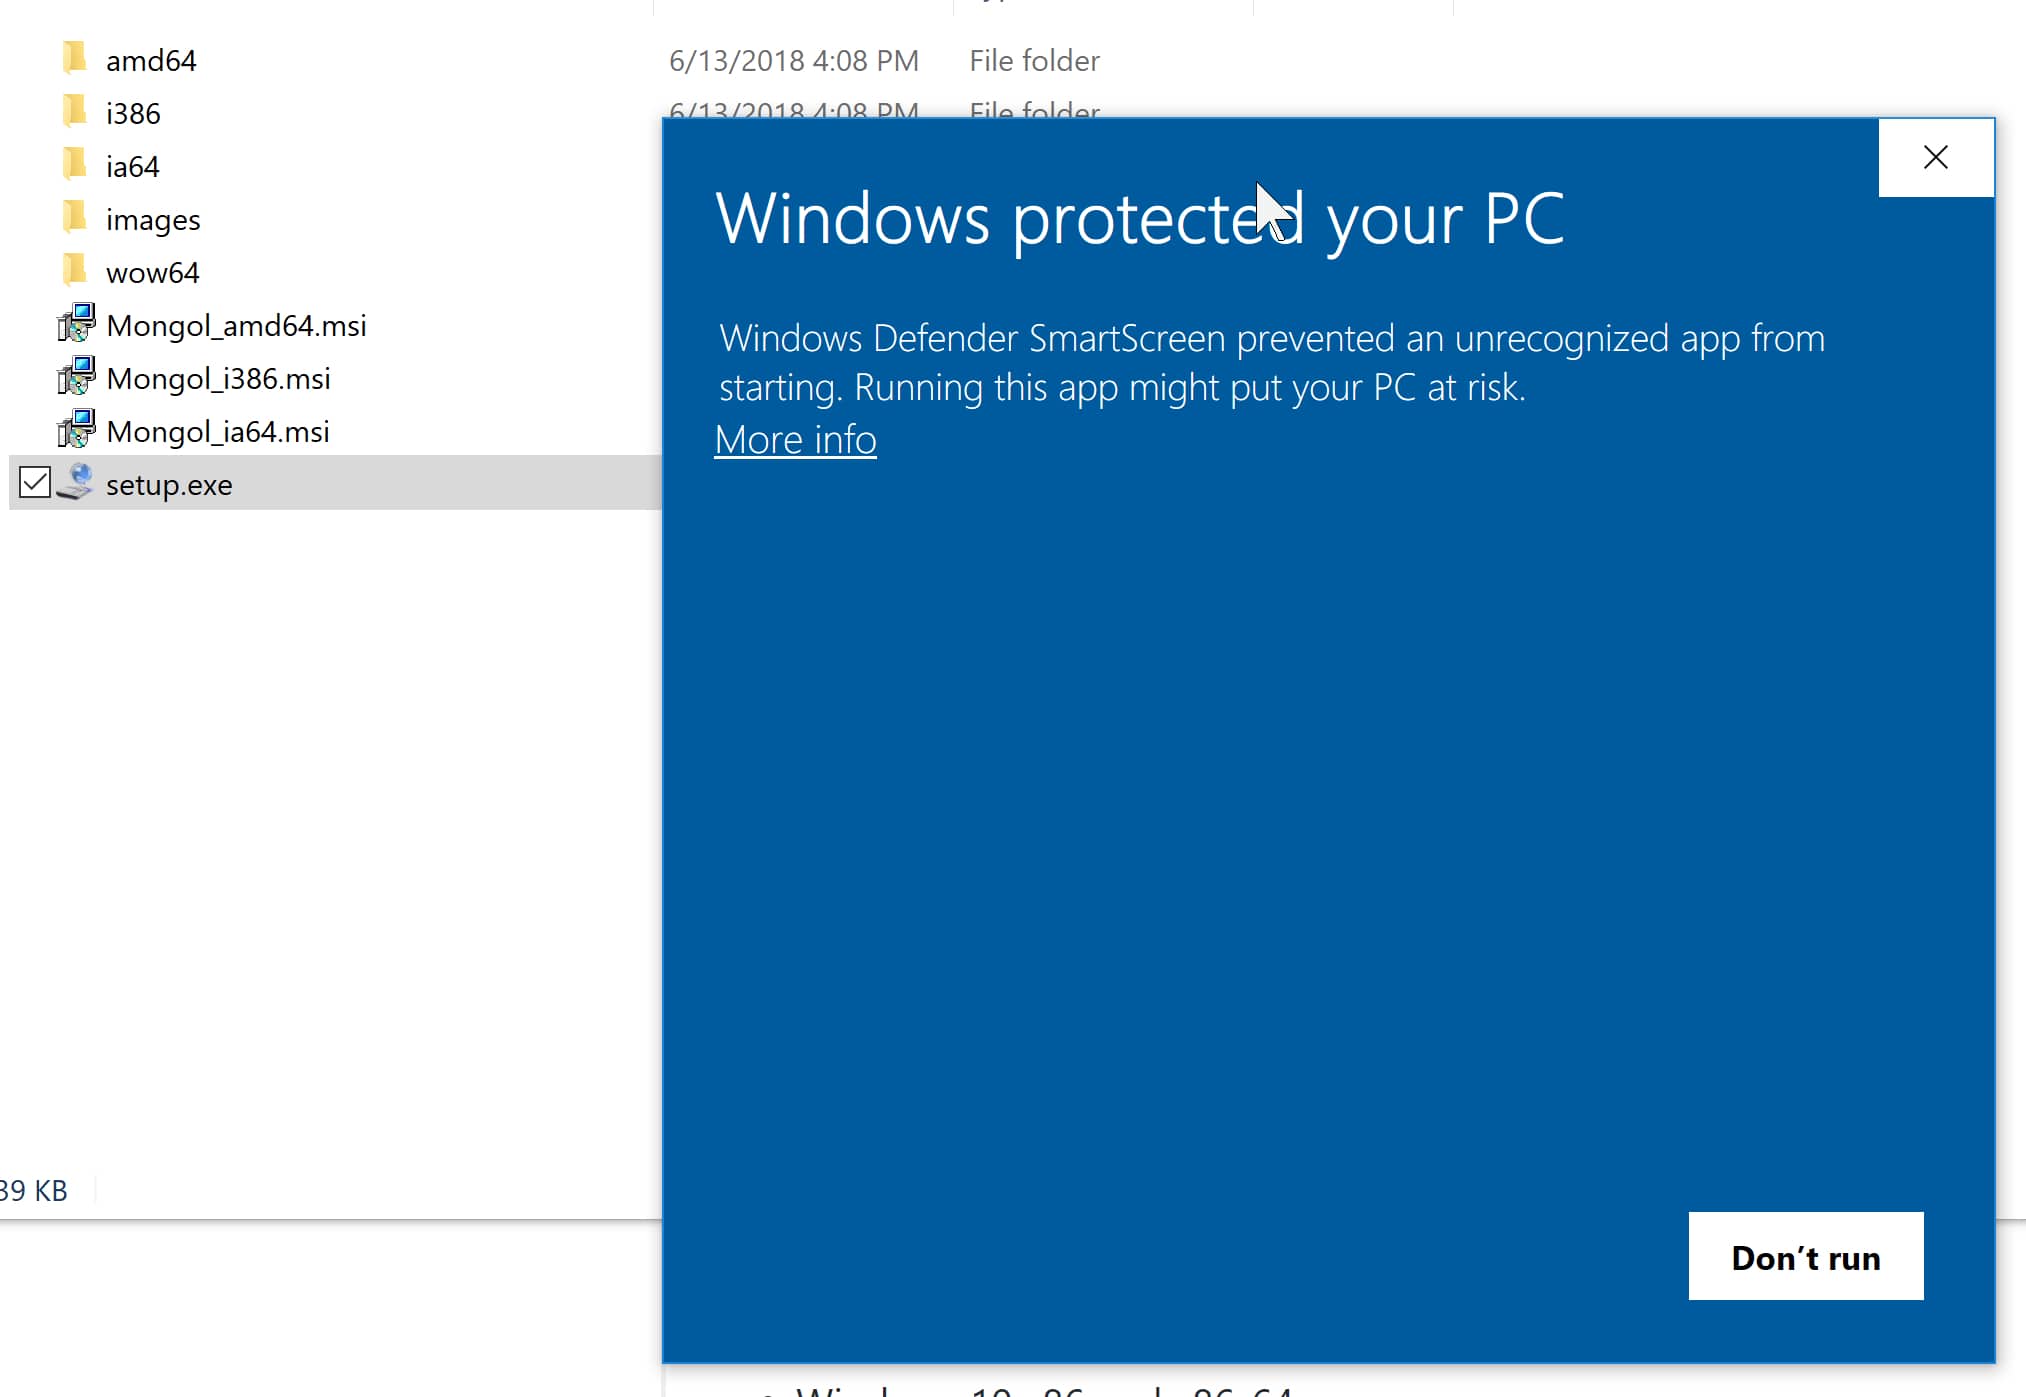 amd64 6/13/2018 4:08 PM File folder
i386 6/13/2018 4:08 PM File folder
ia64
images
wow64
Mongol_amd64.msi
Mongol_i386.msi
Mongol_ia64.msi
setup.exe
39 KB
Windows protected your PC
Windows Defender SmartScreen prevented an unrecognized app from
starting. Running this app might put your PC at risk.
More info
Don’t run